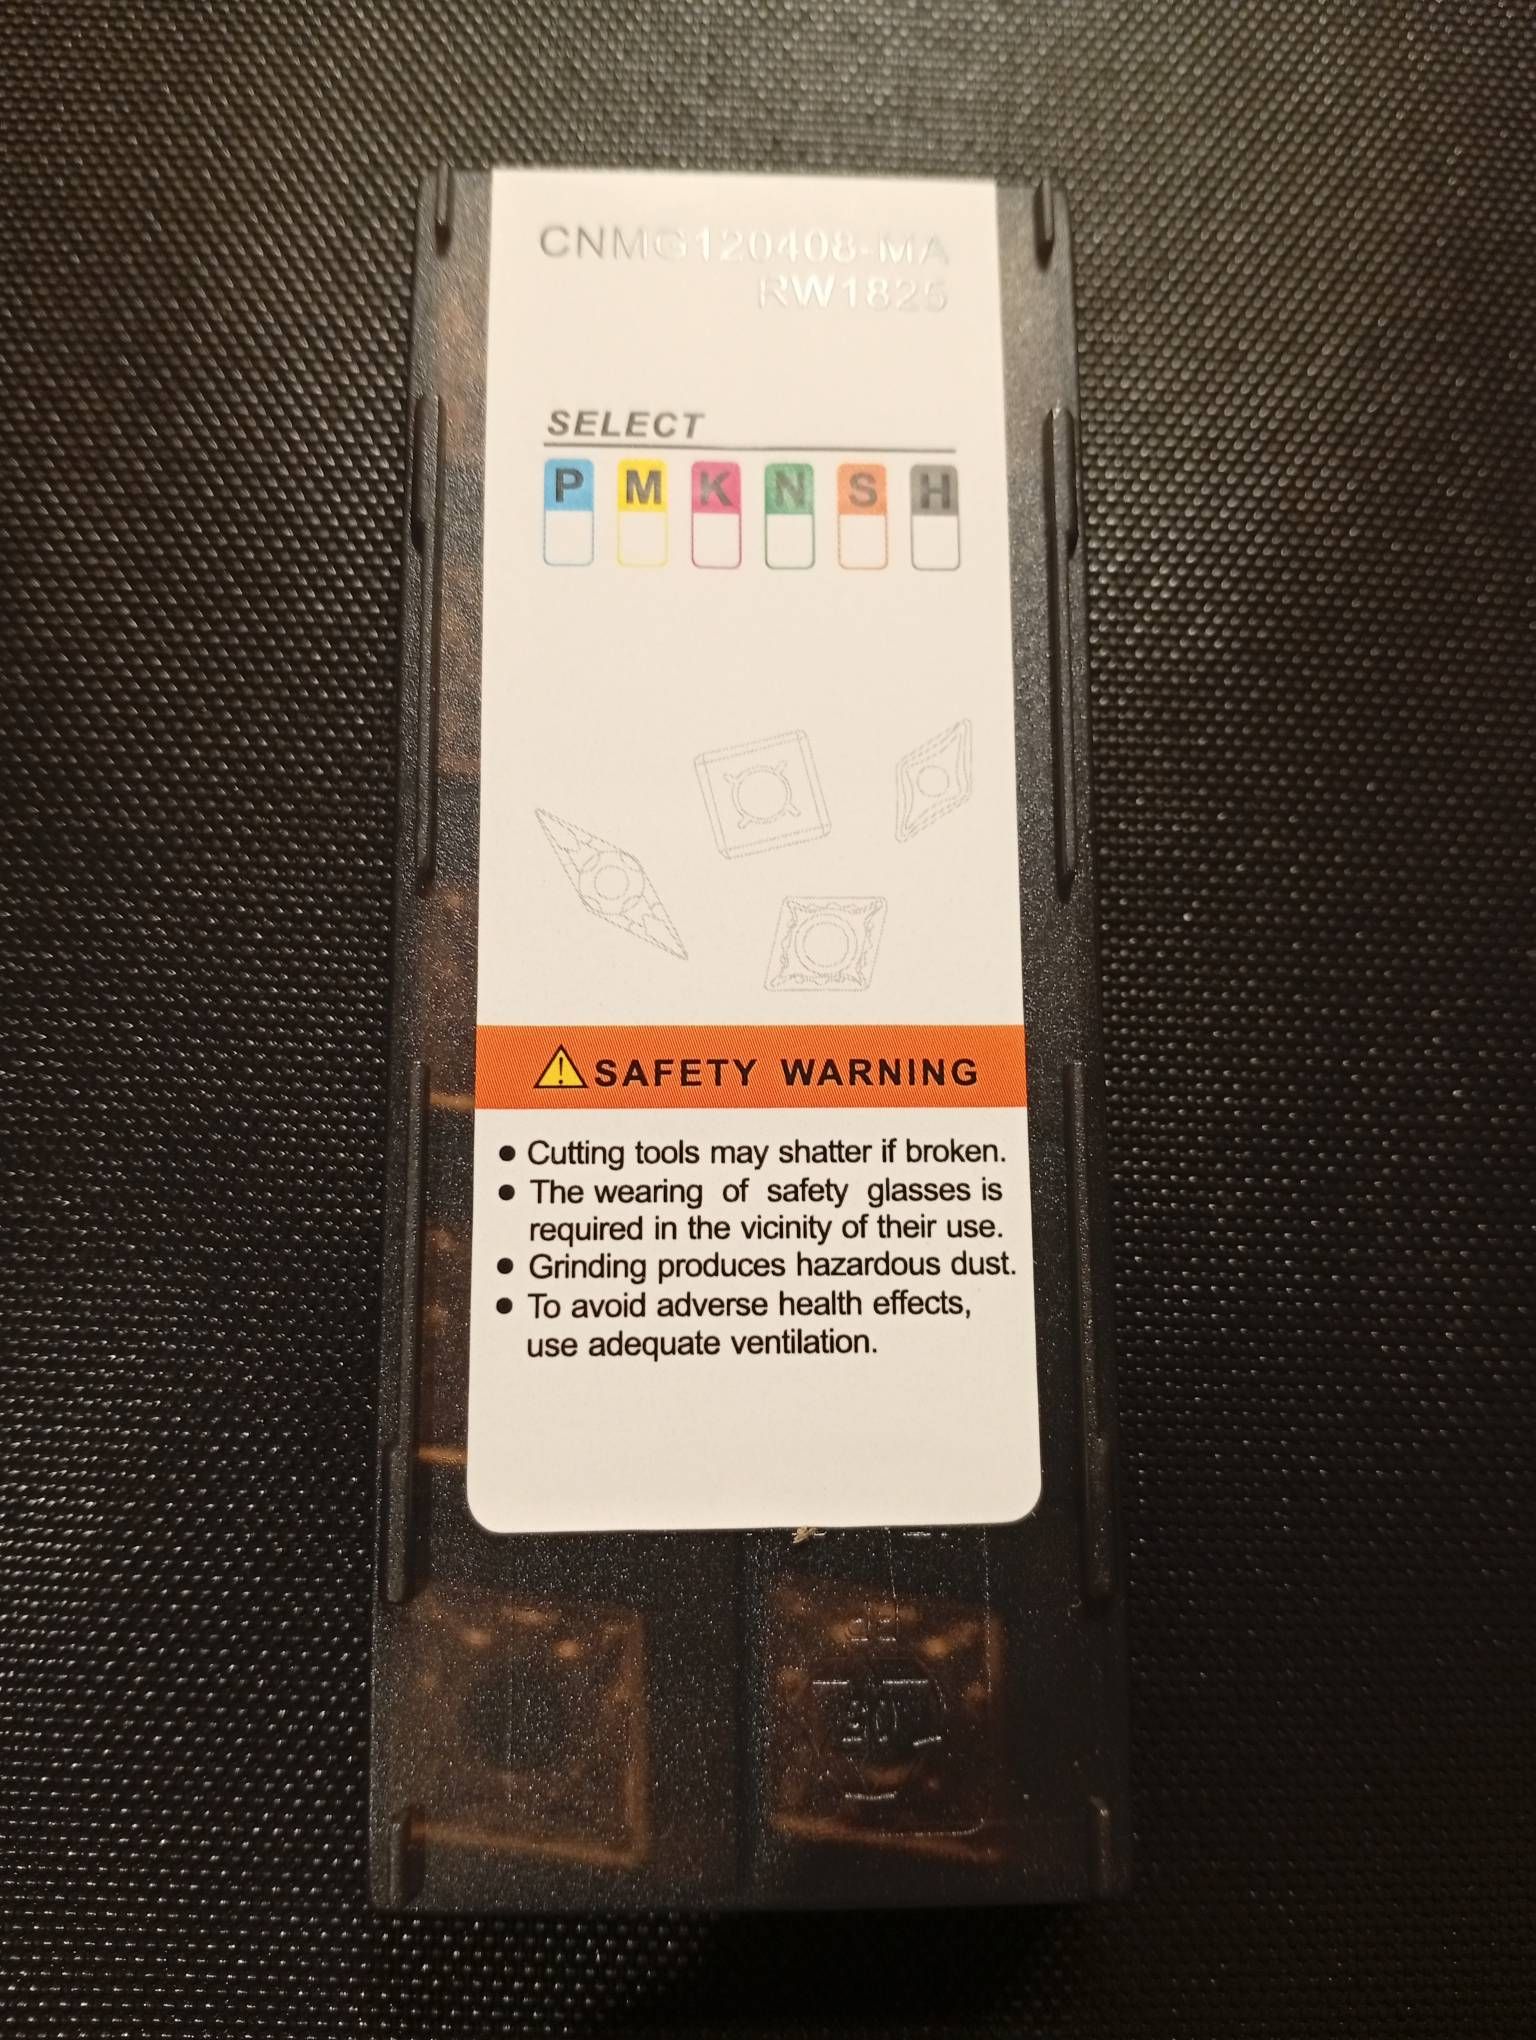 CNMG120408-MA
RW1825
SELECT
P M K N S H
SAFETY WARNING
● Cutting tools may shatter if broken.
● The wearing of safety glasses is
required in the vicinity of their use.
● Grinding produces hazardous dust.
● To avoid adverse health effects,
use adequate ventilation.